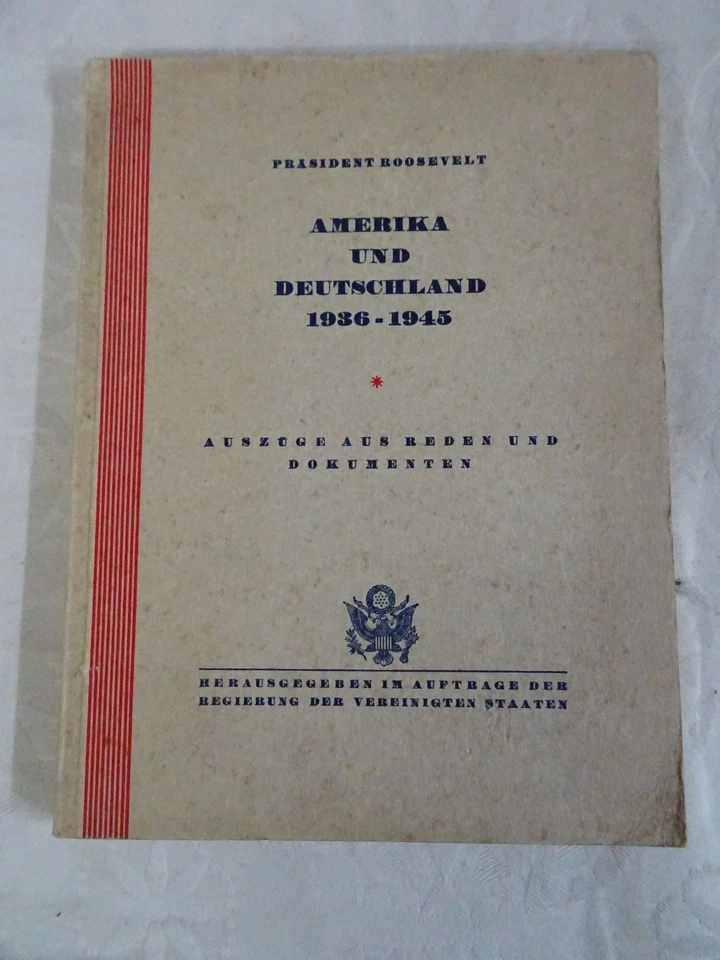 PRÄSIDENT ROOSEVELT
AMERIKA
UND
DEUTSCHLAND
1936-1945
AUSZÜGE AUS REDEN UND
DOKUMENTEN
HERAUSGEGEBEN IM AUFTRAGE DER
REGIERUNG DER VEREINIGTEN STAATEN